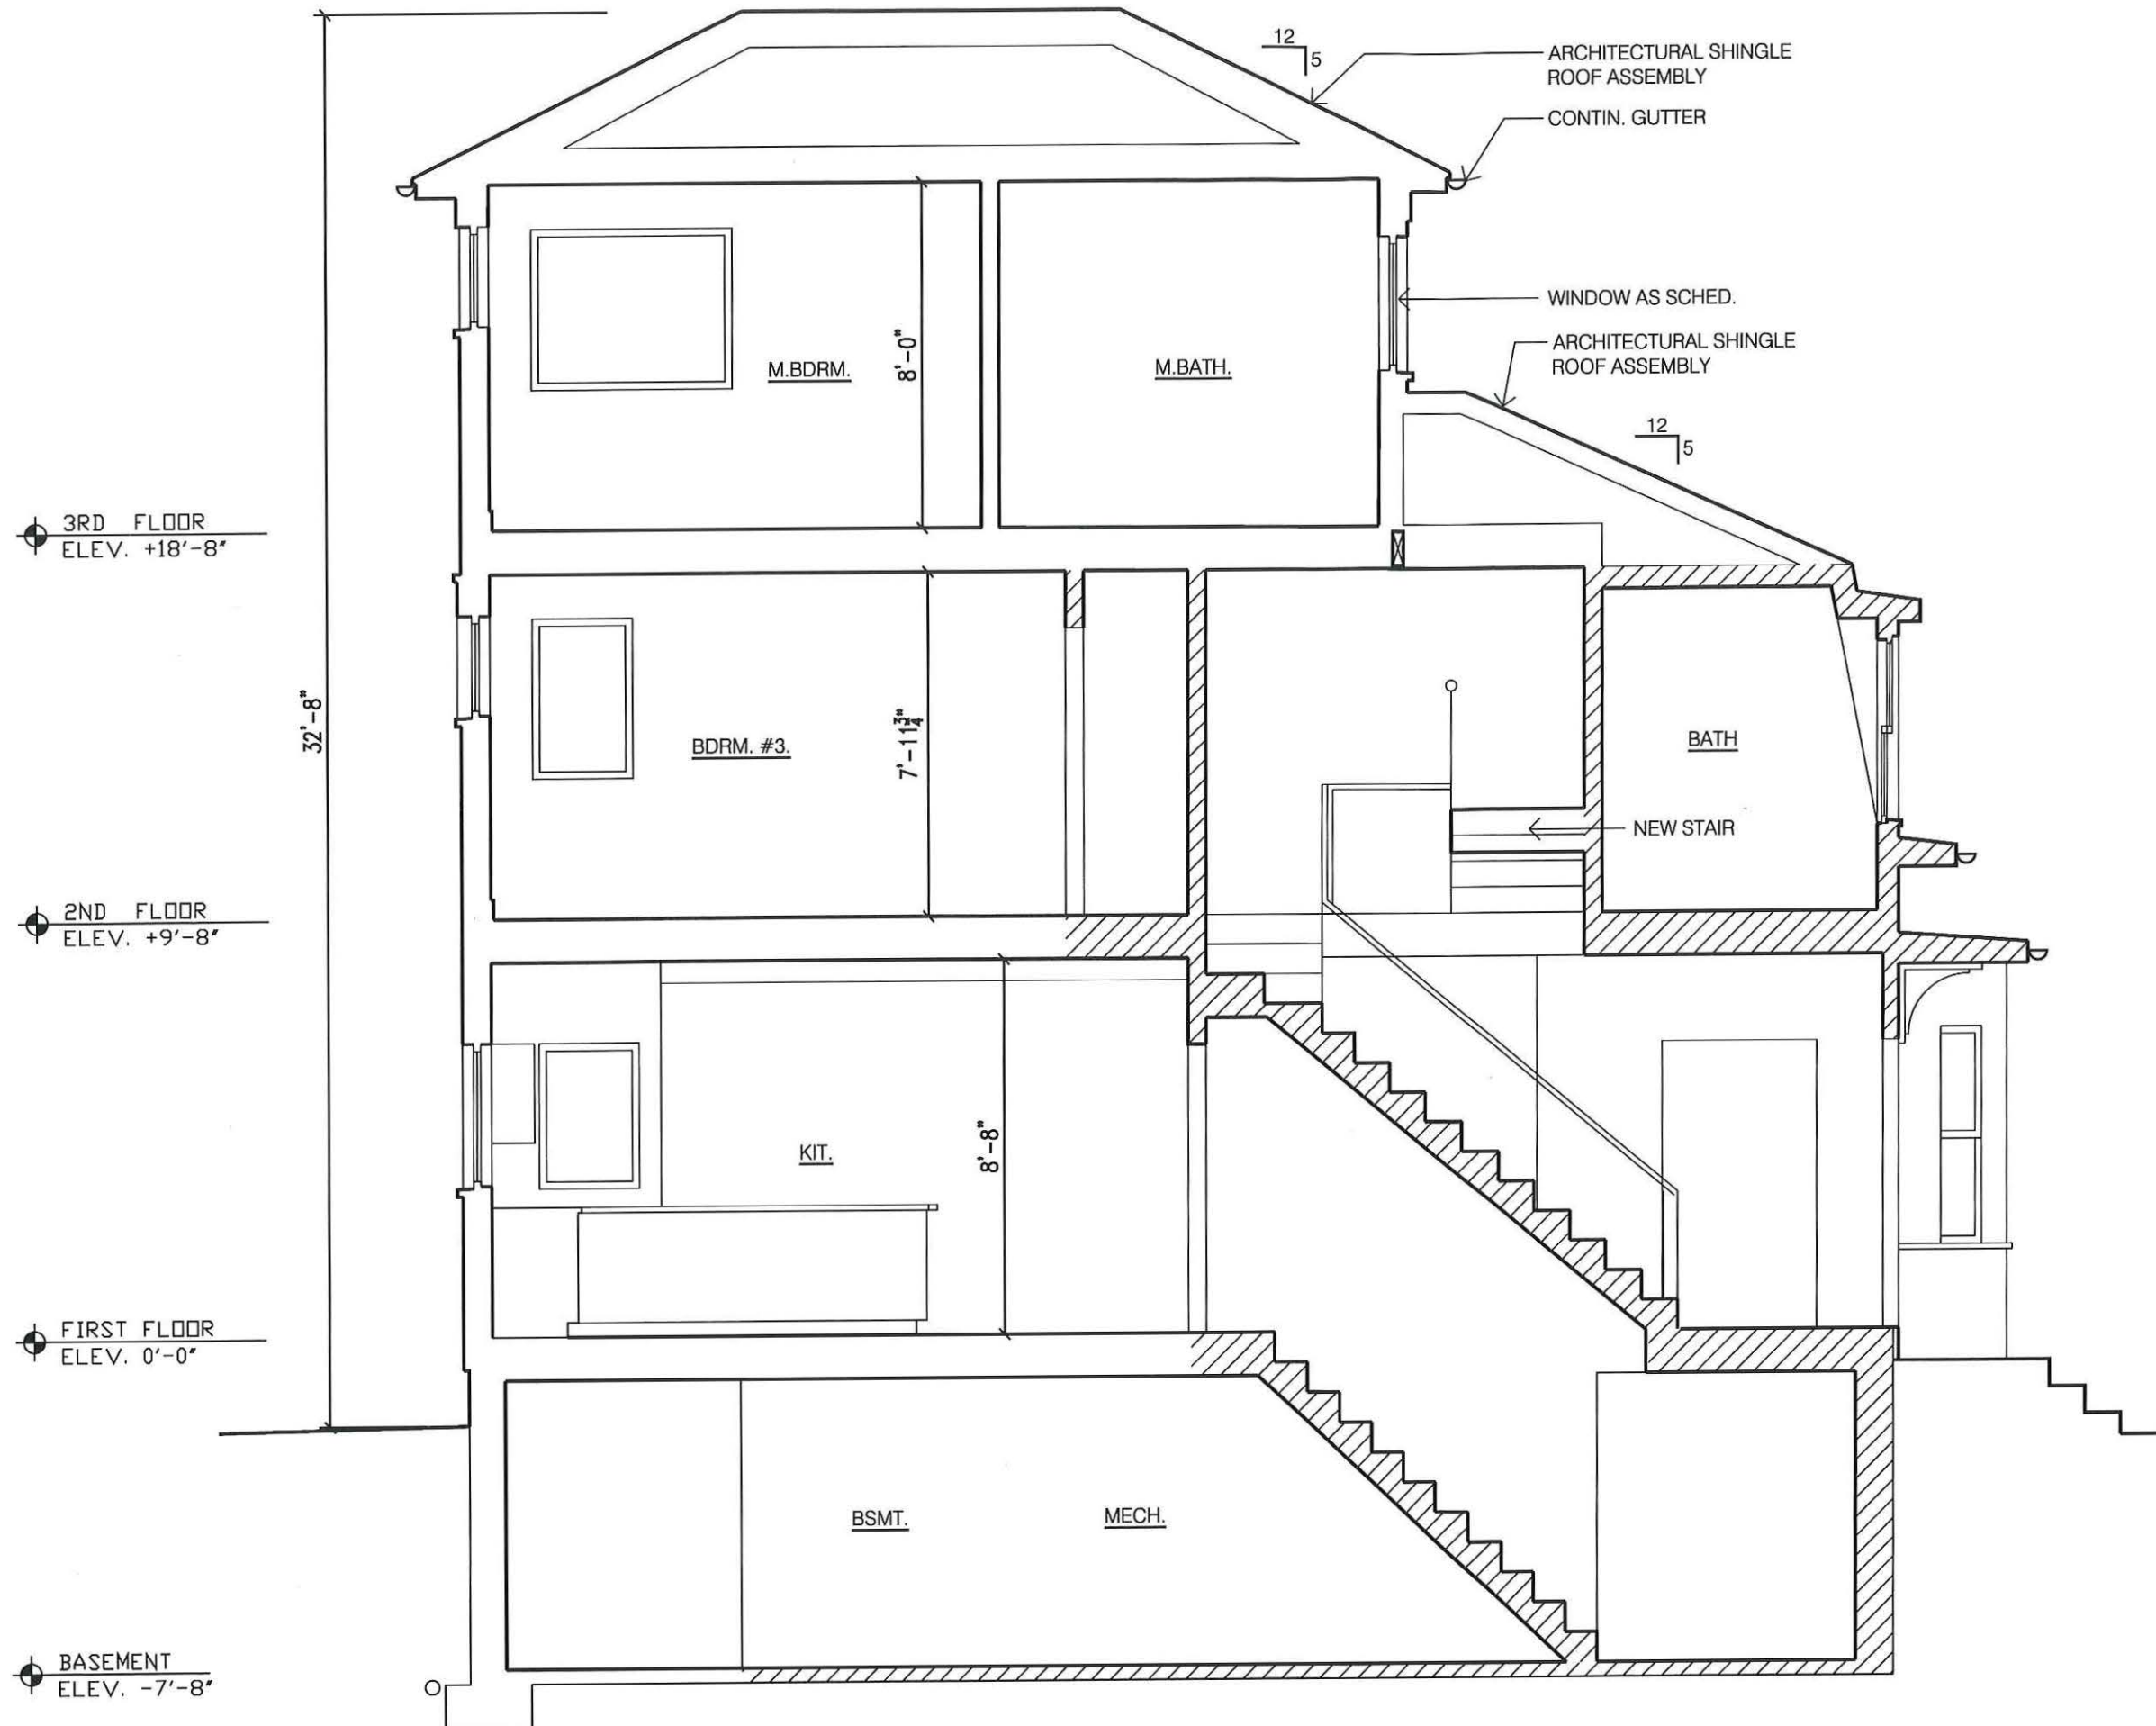 12
5
ARCHITECTURAL SHINGLE
ROOF ASSEMBLY
CONTIN. GUTTER
WINDOW AS SCHED.
ARCHITECTURAL SHINGLE
ROOF ASSEMBLY
M.BDRM.
8'-0"
M.BATH.
12
5
3RD FLOOR
ELEV. +18'-8"
32'-8"
BDRM. #3.
7'-11 3/4"
BATH
NEW STAIR
2ND FLOOR
ELEV. +9'-8"
KIT.
8'-8"
FIRST FLOOR
ELEV. 0'-0"
BSMT.
MECH.
BASEMENT
ELEV. -7'-8"